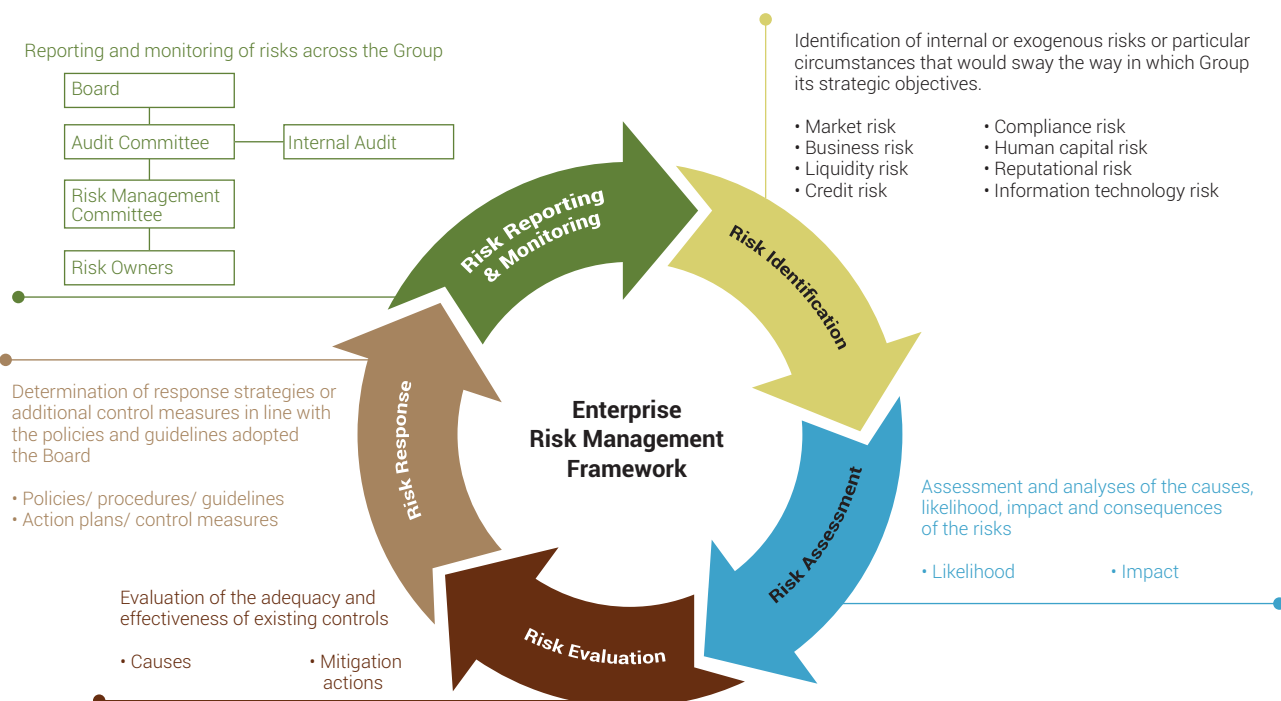 Reporting and monitoring of risks across the Group
Board
Audit Committee
Internal Audit
Risk Management
Committee
Risk Owners
Identification of internal or exogenous risks or particular
circumstances that would sway the way in which Group
its strategic objectives.
• Market risk
• Business risk
• Liquidity risk
• Credit risk
• Compliance risk
• Human capital risk
• Reputational risk
• Information technology risk
Risk Reporting
& Monitoring
Risk Identification
Enterprise
Risk Management
Framework
Risk Response
Risk Assessment
Risk Evaluation
Determination of response strategies or
additional control measures in line with
the policies and guidelines adopted
the Board
• Policies/ procedures/ guidelines
• Action plans/ control measures
Assessment and analyses of the causes,
likelihood, impact and consequences
of the risks
• Likelihood
• Impact
Evaluation of the adequacy and
effectiveness of existing controls
• Causes
• Mitigation
actions